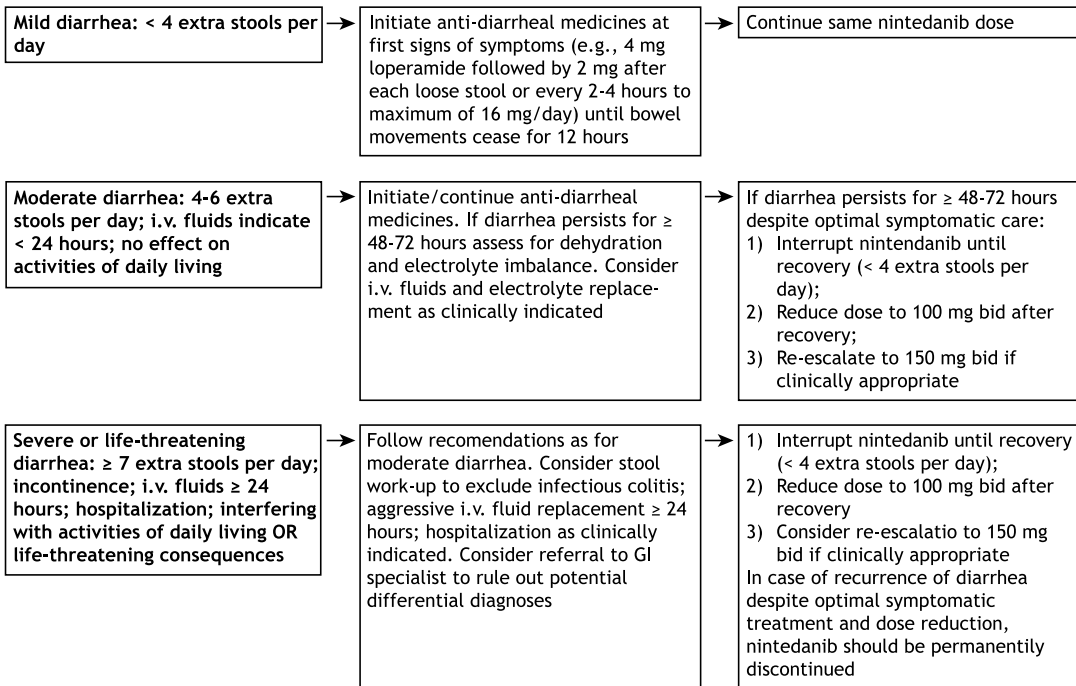 Mild diarrhea: < 4 extra stools per
day
Initiate anti-diarrheal medicines at
first signs of symptoms (e.g., 4 mg
loperamide followed by 2 mg after
each loose stool or every 2-4 hours to
maximum of 16 mg/day) until bowel
movements cease for 12 hours
Continue same nintedanib dose
Moderate diarrhea: 4-6 extra
stools per day; i.v. fluids indicate
< 24 hours; no effect on
activities of daily living
Initiate/continue anti-diarrheal
medicines. If diarrhea persists for ≥
48-72 hours assess for dehydration
and electrolyte imbalance. Consider
i.v. fluids and electrolyte replace-
ment as clinically indicated
If diarrhea persists for ≥ 48-72 hours
despite optimal symptomatic care:
1) Interrupt nintendanib until
recovery (< 4 extra stools per
day);
2) Reduce dose to 100 mg bid after
recovery;
3) Re-escalate to 150 mg bid if
clinically appropriate
Severe or life-threatening
diarrhea: ≥ 7 extra stools per day;
incontinence; i.v. fluids ≥ 24
hours; hospitalization; interfering
with activities of daily living OR
life-threatening consequences
Follow recomendations as for
moderate diarrhea. Consider stool
work-up to exclude infectious colitis;
aggressive i.v. fluid replacement ≥ 24
hours; hospitalization as clinically
indicated. Consider referral to GI
specialist to rule out potential
differential diagnoses
1) Interrupt nintedanib until recovery
(< 4 extra stools per day);
2) Reduce dose to 100 mg bid after
recovery
3) Consider re-escalatio to 150 mg
bid if clinically appropriate
In case of recurrence of diarrhea
despite optimal symptomatic
treatment and dose reduction,
nintedanib should be permanentily
discontinued